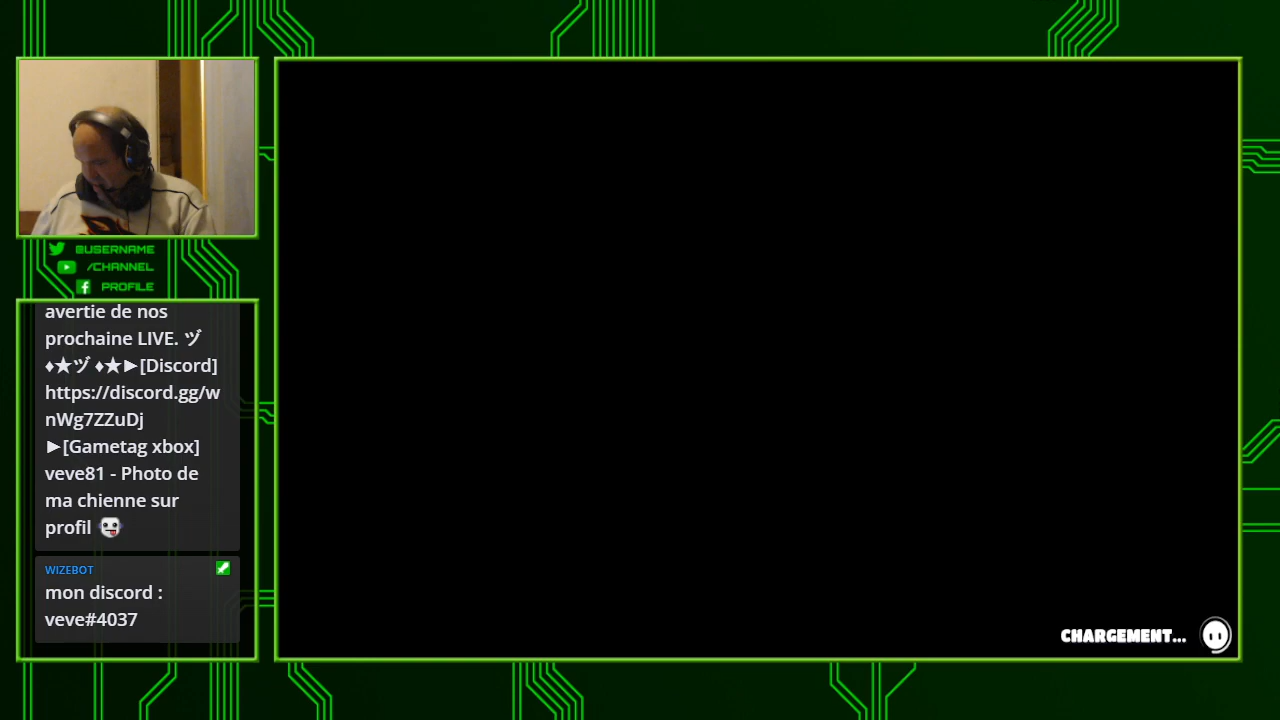 @USERNAME
/CHANNEL
PROFILE
avertie de nos
prochaine LIVE. ヅ
♦★ヅ ♦★►[Discord]
https://discord.gg/w
nWg7ZZuDj
►[Gametag xbox]
veve81 - Photo de
ma chienne sur
profil 👻
WIZEBOT
mon discord :
veve#4037
CHARGEMENT...